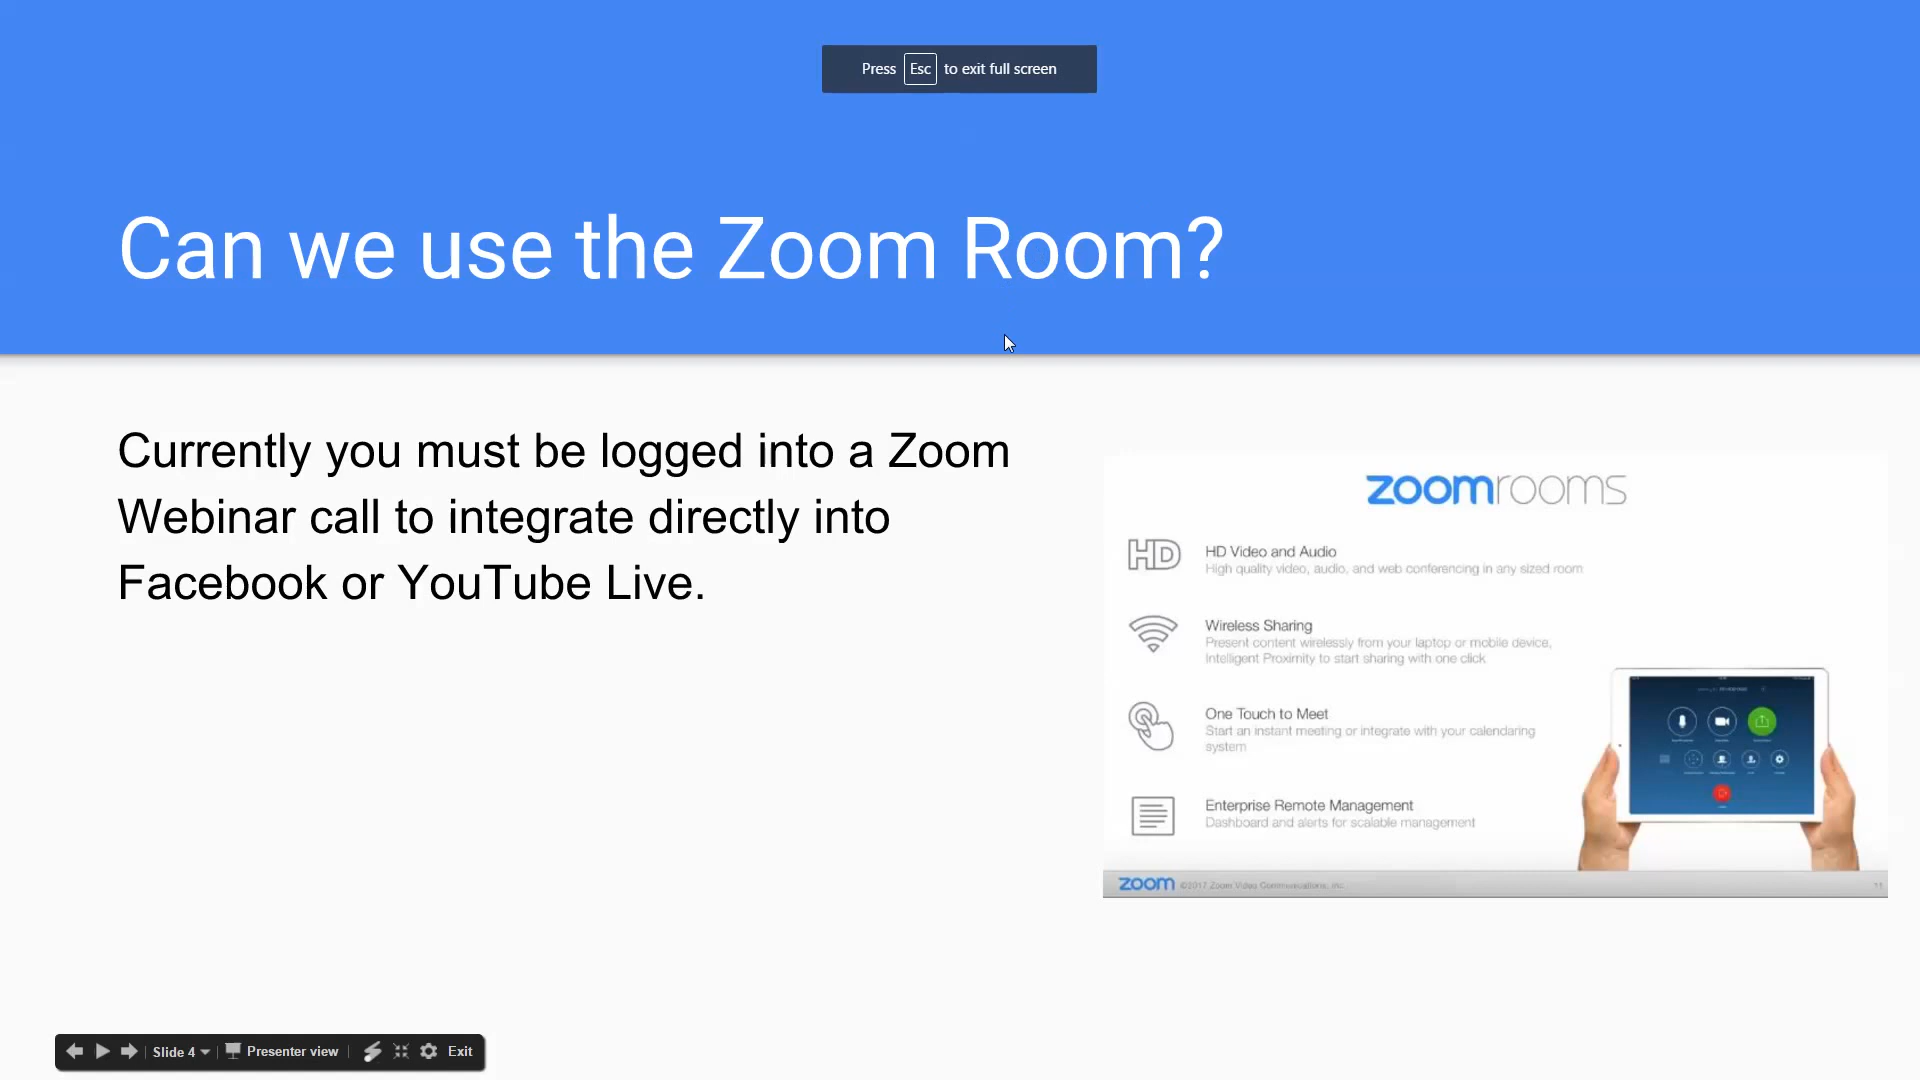 Press Esc to exit full screen
Can we use the Zoom Room?
Currently you must be logged into a Zoom
Webinar call to integrate directly into
Facebook or YouTube Live.
zoomrooms
HD
HD Video and Audio
High quality video, audio, and web conferencing in any sized room
Wireless Sharing
Present content wirelessly from your laptop or mobile device,
Intelligent Proximity to start sharing with one click
One Touch to Meet
Start an instant meeting or integrate with your calendaring
system
Enterprise Remote Management
Dashboard and alerts for scalable management
zoom ©2017 Zoom Video Communications, Inc.
11
Slide 4 Presenter view Exit